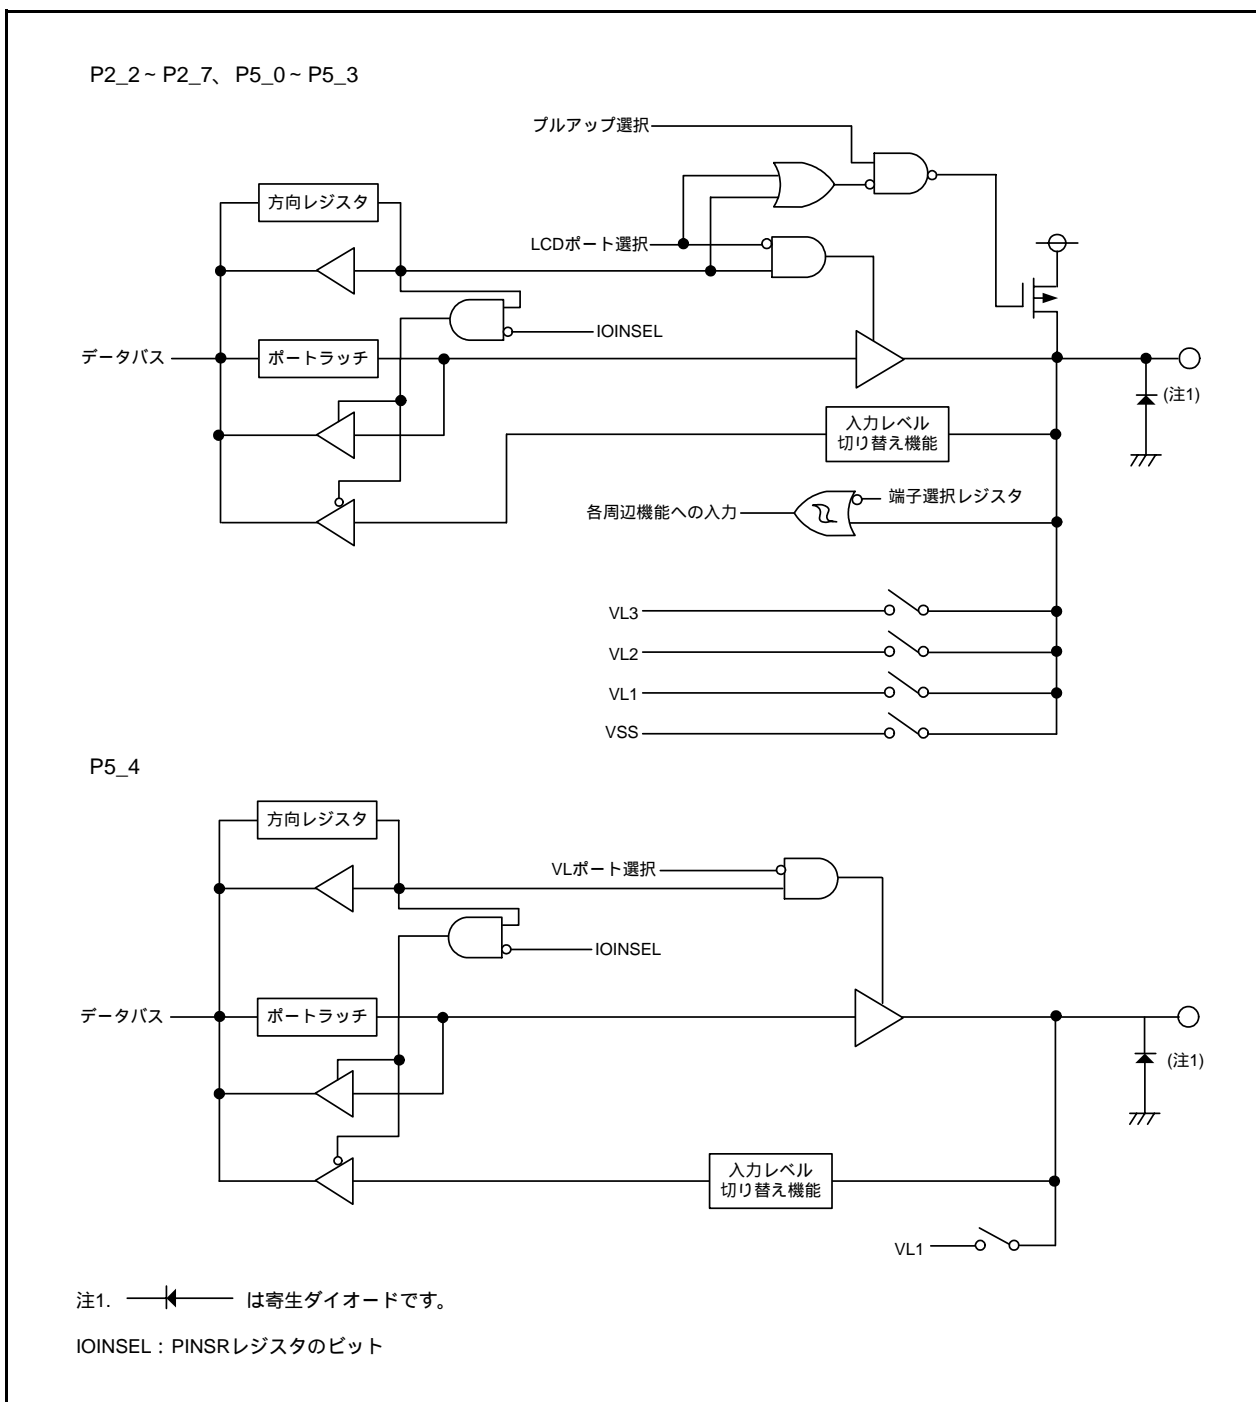 P2_2 ~ P2_7、 P5_0 ~ P5_3
プルアップ選択
方向レジスタ
LCDポート選択
IOINSEL
データバス
ポートラッチ
(注1)
入力レベル
切り替え機能
端子選択レジスタ
各周辺機能への入力
VL3
VL2
VL1
VSS
P5_4
方向レジスタ
VLポート選択
IOINSEL
データバス
ポートラッチ
(注1)
入力レベル
切り替え機能
VL1
注1. は寄生ダイオードです。
IOINSEL : PINSRレジスタのビット